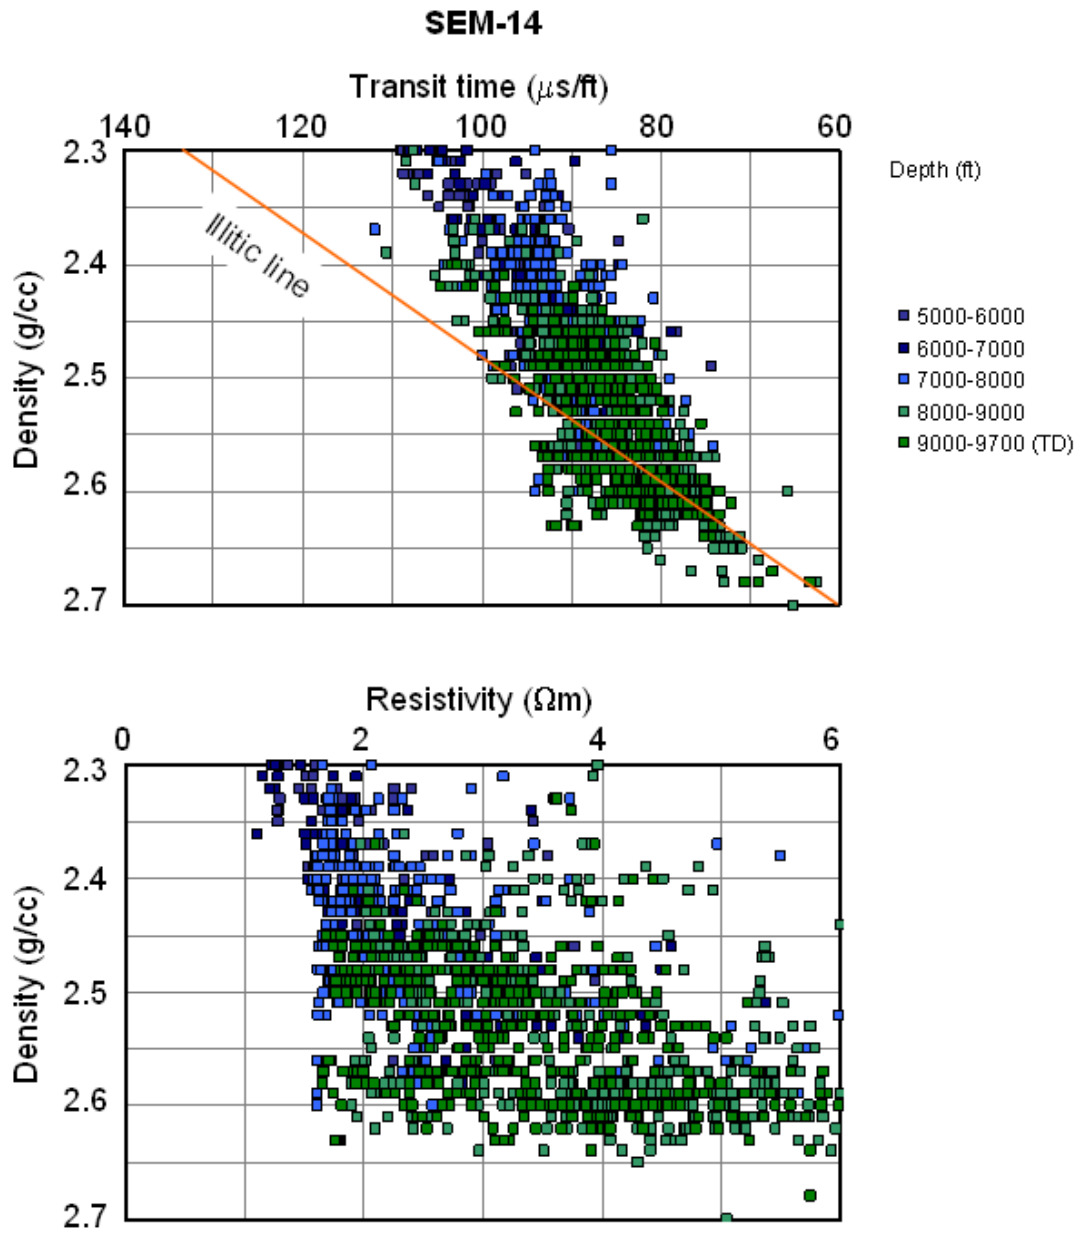 SEM-14
Transit time (μs/ft)
140 120 100 80 60
2.3
2.4
2.5
2.6
2.7
Density (g/cc)
Illitic line
Depth (ft)
5000-6000
6000-7000
7000-8000
8000-9000
9000-9700 (TD)
Resistivity (Ωm)
0 2 4 6
2.3
2.4
2.5
2.6
2.7
Density (g/cc)